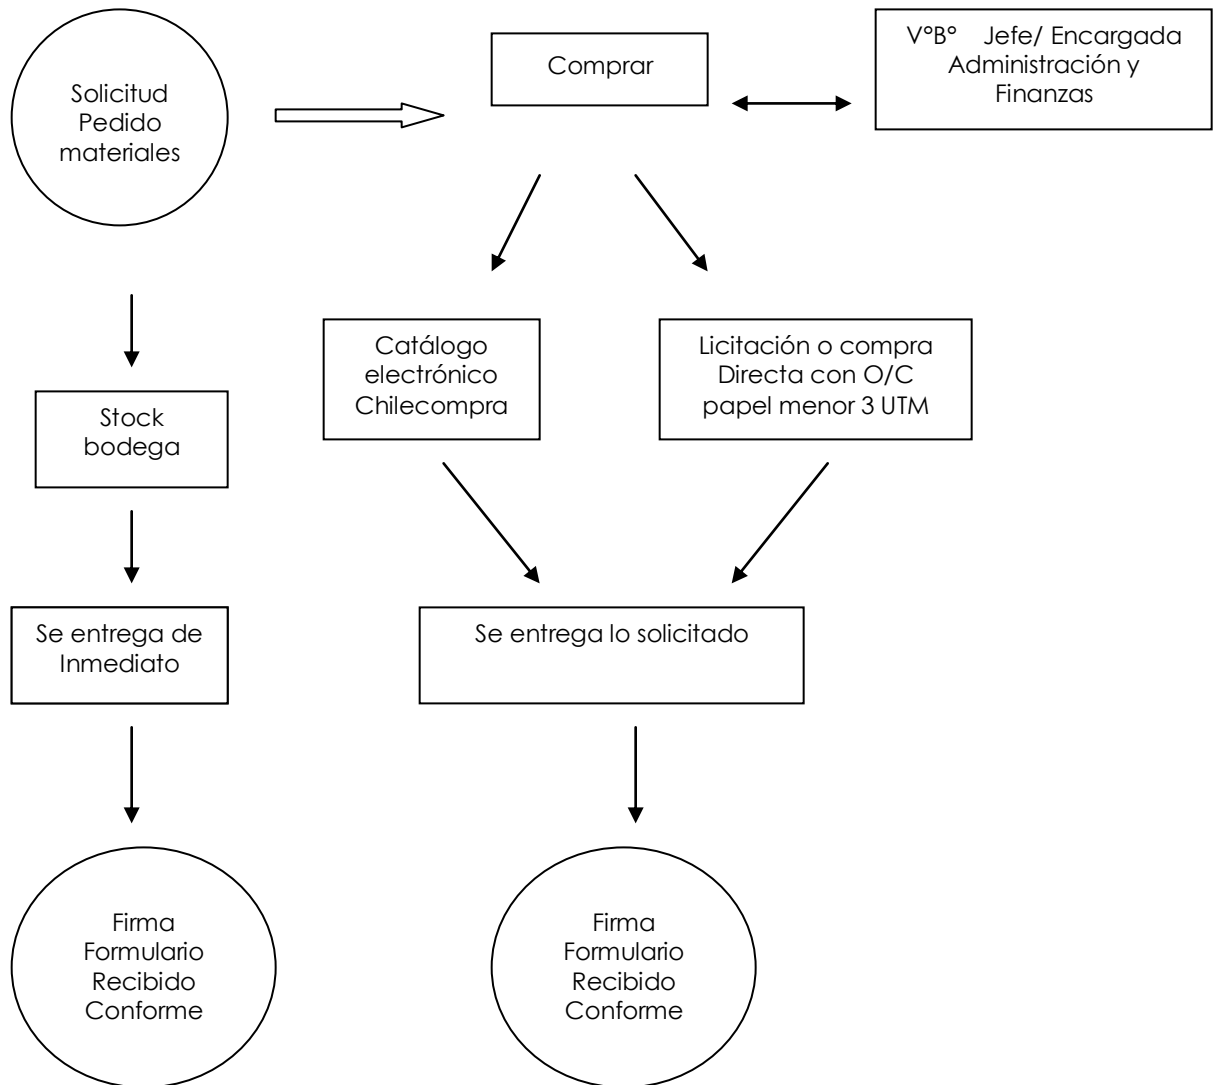 Solicitud
Pedido
materiales
Comprar
V°B° Jefe/ Encargada
Administración y
Finanzas
Stock
bodega
Catálogo
electrónico
Chilecompra
Licitación o compra
Directa con O/C
papel menor 3 UTM
Se entrega de
Inmediato
Se entrega lo solicitado
Firma
Formulario
Recibido
Conforme
Firma
Formulario
Recibido
Conforme